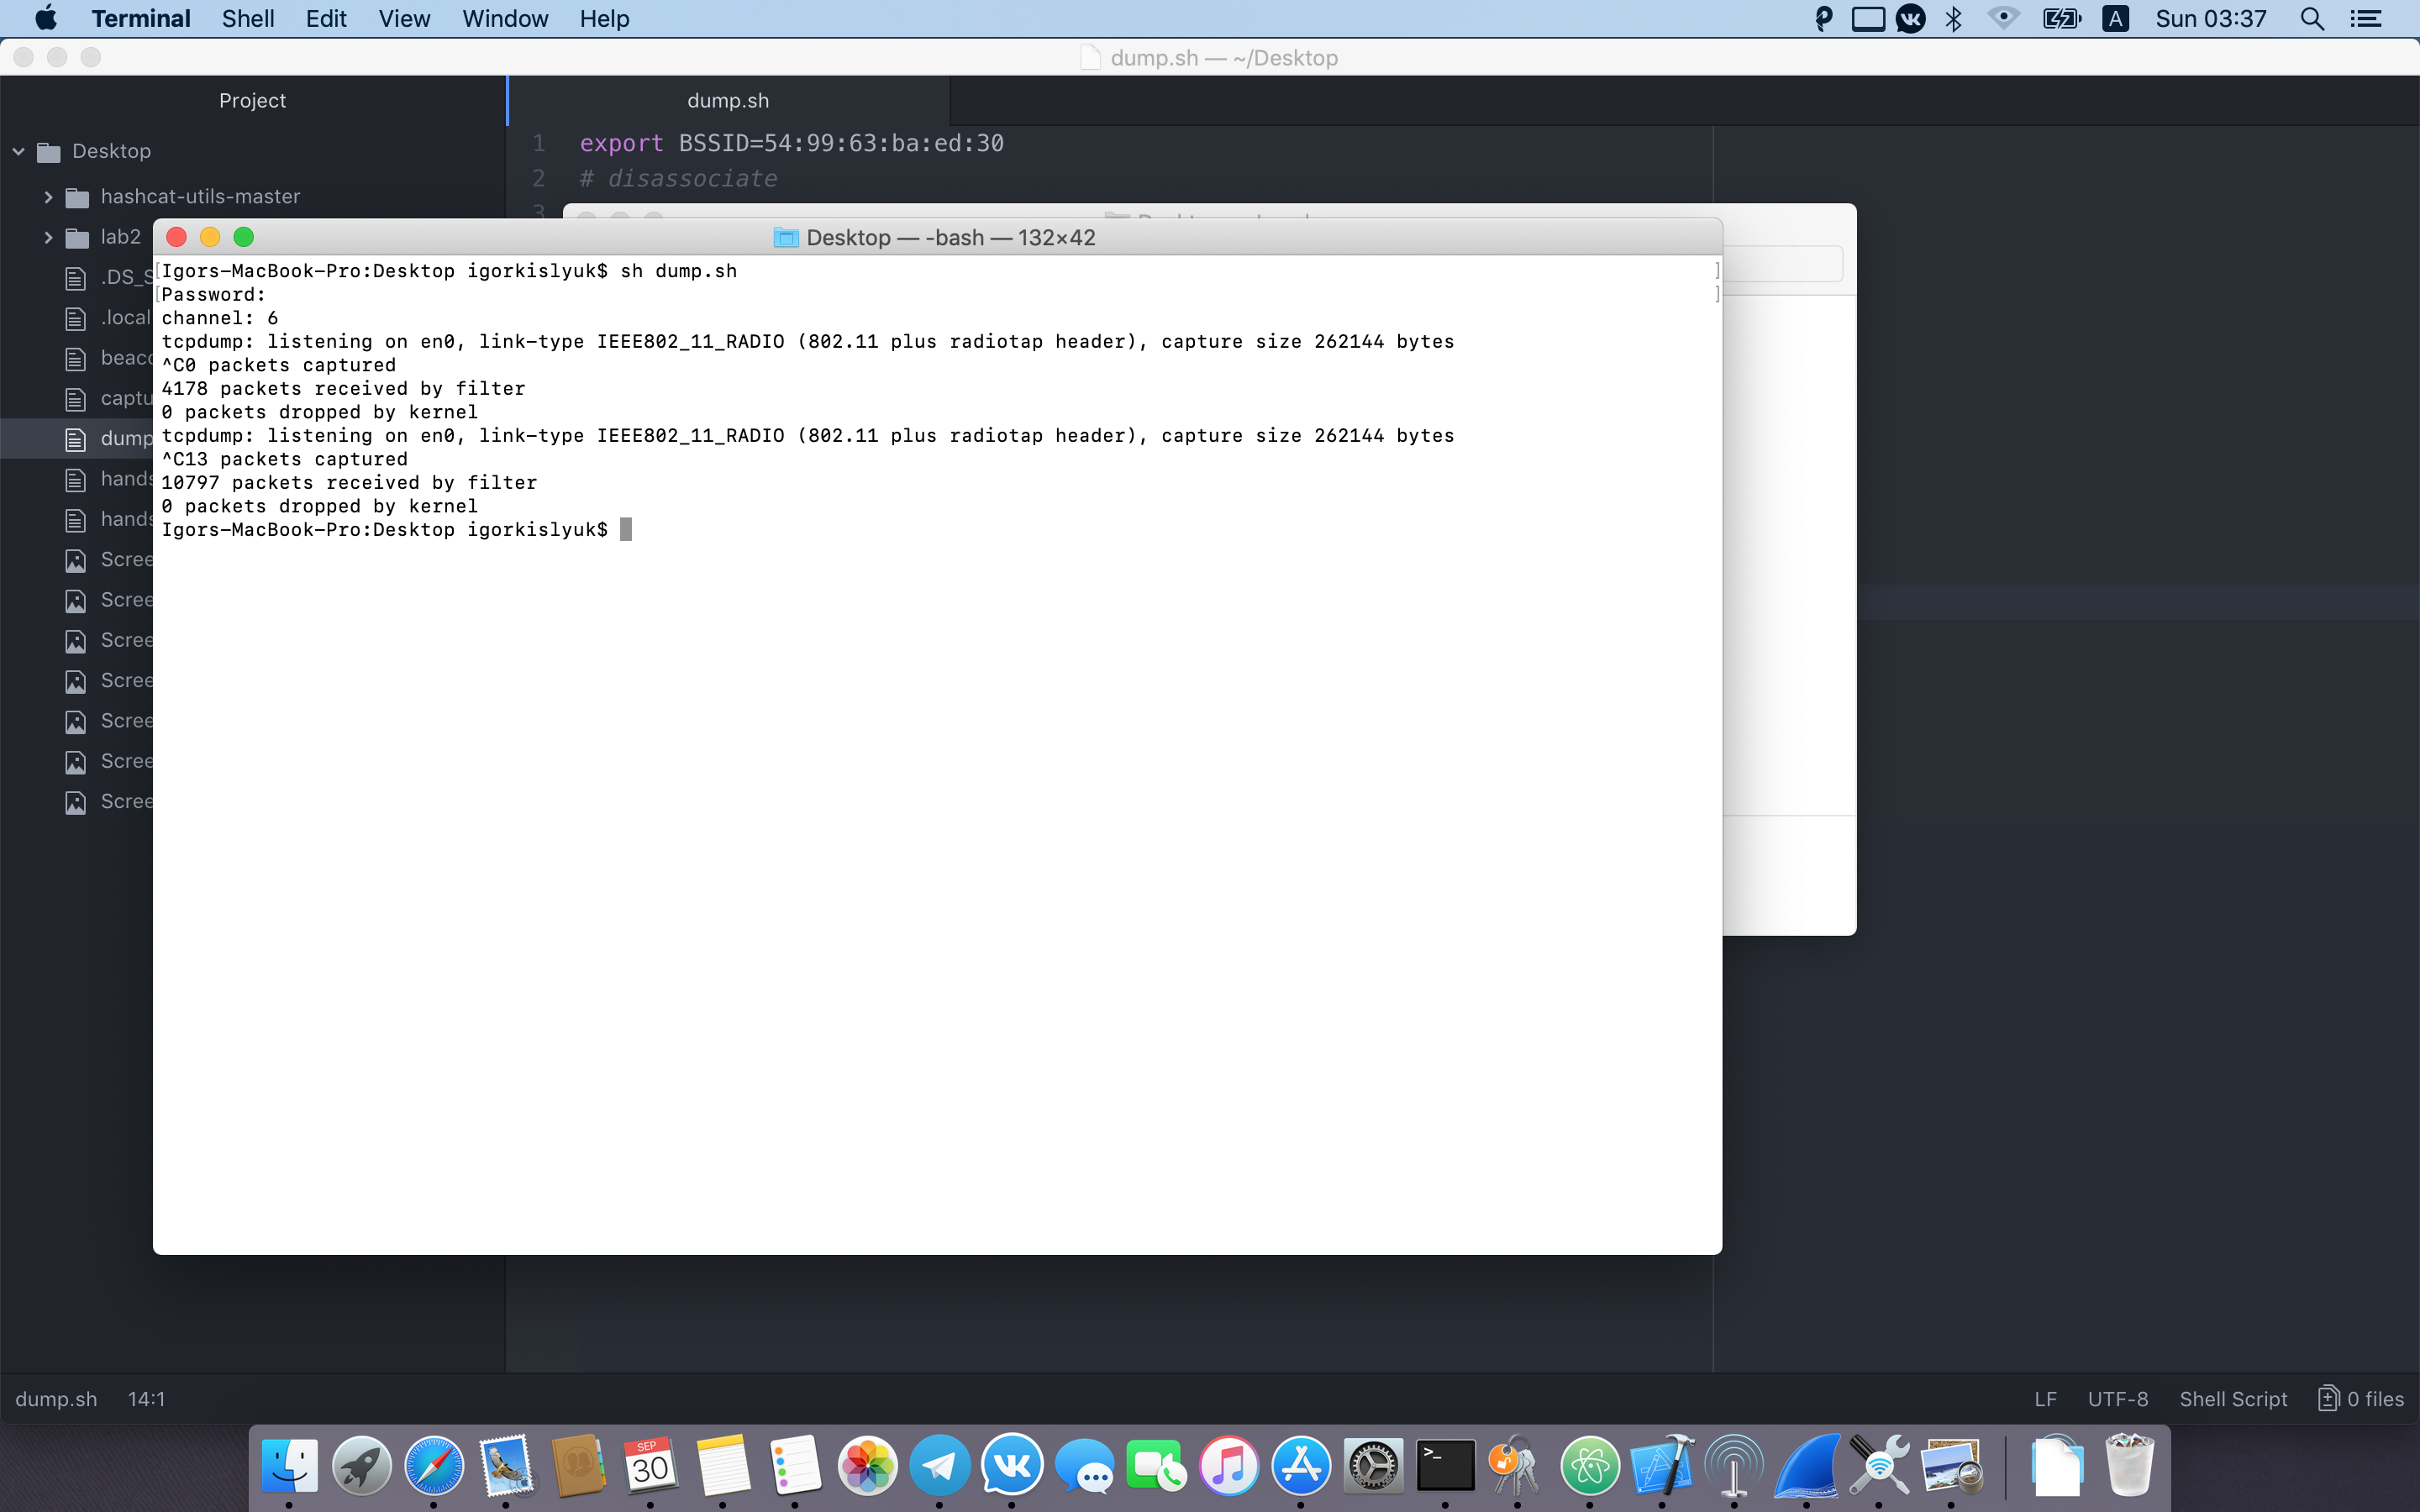 Terminal Shell Edit View Window Help A Sun 03:37
dump.sh — ~/Desktop
Project
dump.sh
Desktop
hashcat-utils-master
lab2
.DS_S
.local
beaco
captu
dump
hands
hands
Scree
Scree
Scree
Scree
Scree
Scree
Scree
1 export BSSID=54:99:63:ba:ed:30
2 # disassociate
3
Desktop — -bash — 132×42
Igors-MacBook-Pro:Desktop igorkislyuk$ sh dump.sh
Password:
channel: 6
tcpdump: listening on en0, link-type IEEE802_11_RADIO (802.11 plus radiotap header), capture size 262144 bytes
^C0 packets captured
4178 packets received by filter
0 packets dropped by kernel
tcpdump: listening on en0, link-type IEEE802_11_RADIO (802.11 plus radiotap header), capture size 262144 bytes
^C13 packets captured
10797 packets received by filter
0 packets dropped by kernel
Igors-MacBook-Pro:Desktop igorkislyuk$
dump.sh 14:1 LF UTF-8 Shell Script 0 files
SEP
30
>_